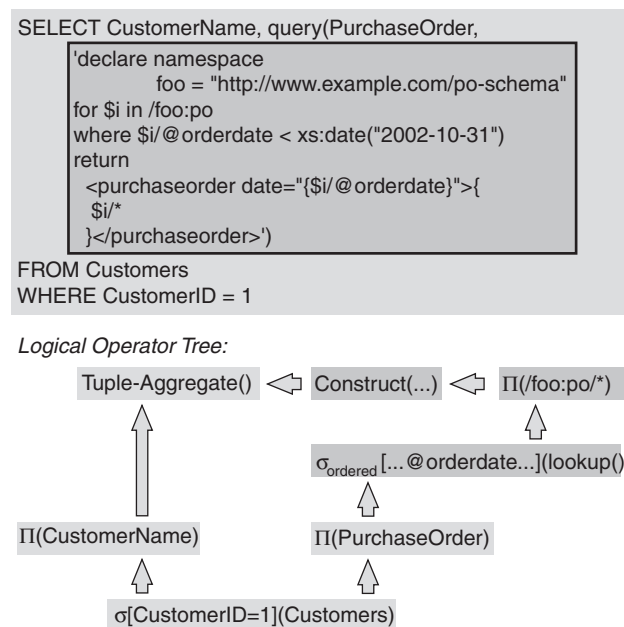 SELECT CustomerName, query(PurchaseOrder,
'declare namespace
foo = "http://www.example.com/po-schema"
for $i in /foo:po
where $i/@orderdate < xs:date("2002-10-31")
return
<purchaseorder date="{$i/@orderdate}">{
$i/*
}</purchaseorder>')
FROM Customers
WHERE CustomerID = 1
Logical Operator Tree:
Tuple-Aggregate() Construct(...) Π(/foo:po/*)
σordered[...@orderdate...](lookup()
Π(CustomerName) Π(PurchaseOrder)
σ[CustomerID=1](Customers)